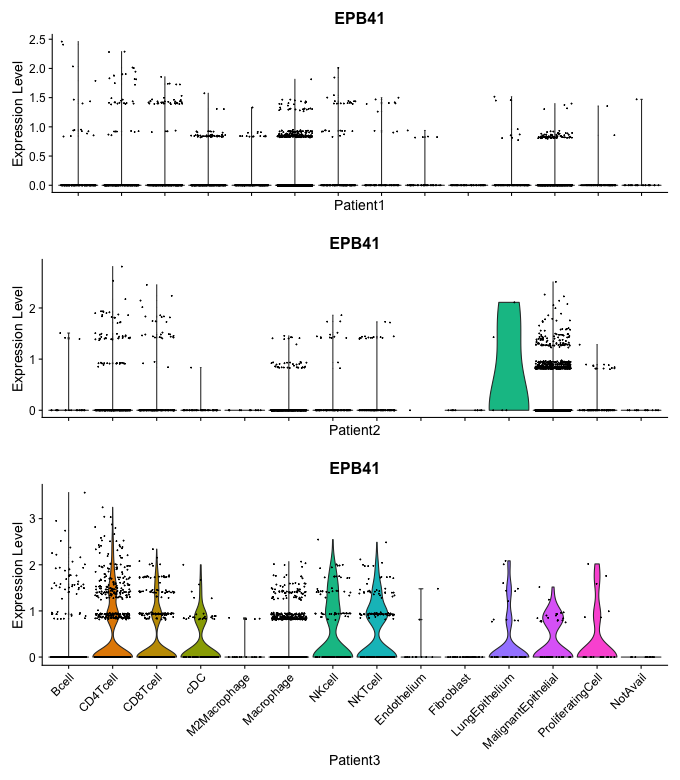 EPB41
Expression Level
2.5
2.0
1.5
1.0
0.5
0.0
Patient1
EPB41
Expression Level
2
1
0
Patient2
EPB41
Expression Level
3
2
1
0
Bcell
CD4Tcell
CD8Tcell
cDC
M2Macrophage
Macrophage
NKcell
NKTcell
Endothelium
Fibroblast
LungEpithelium
MalignantEpithelial
ProliferatingCell
NotAvail
Patient3